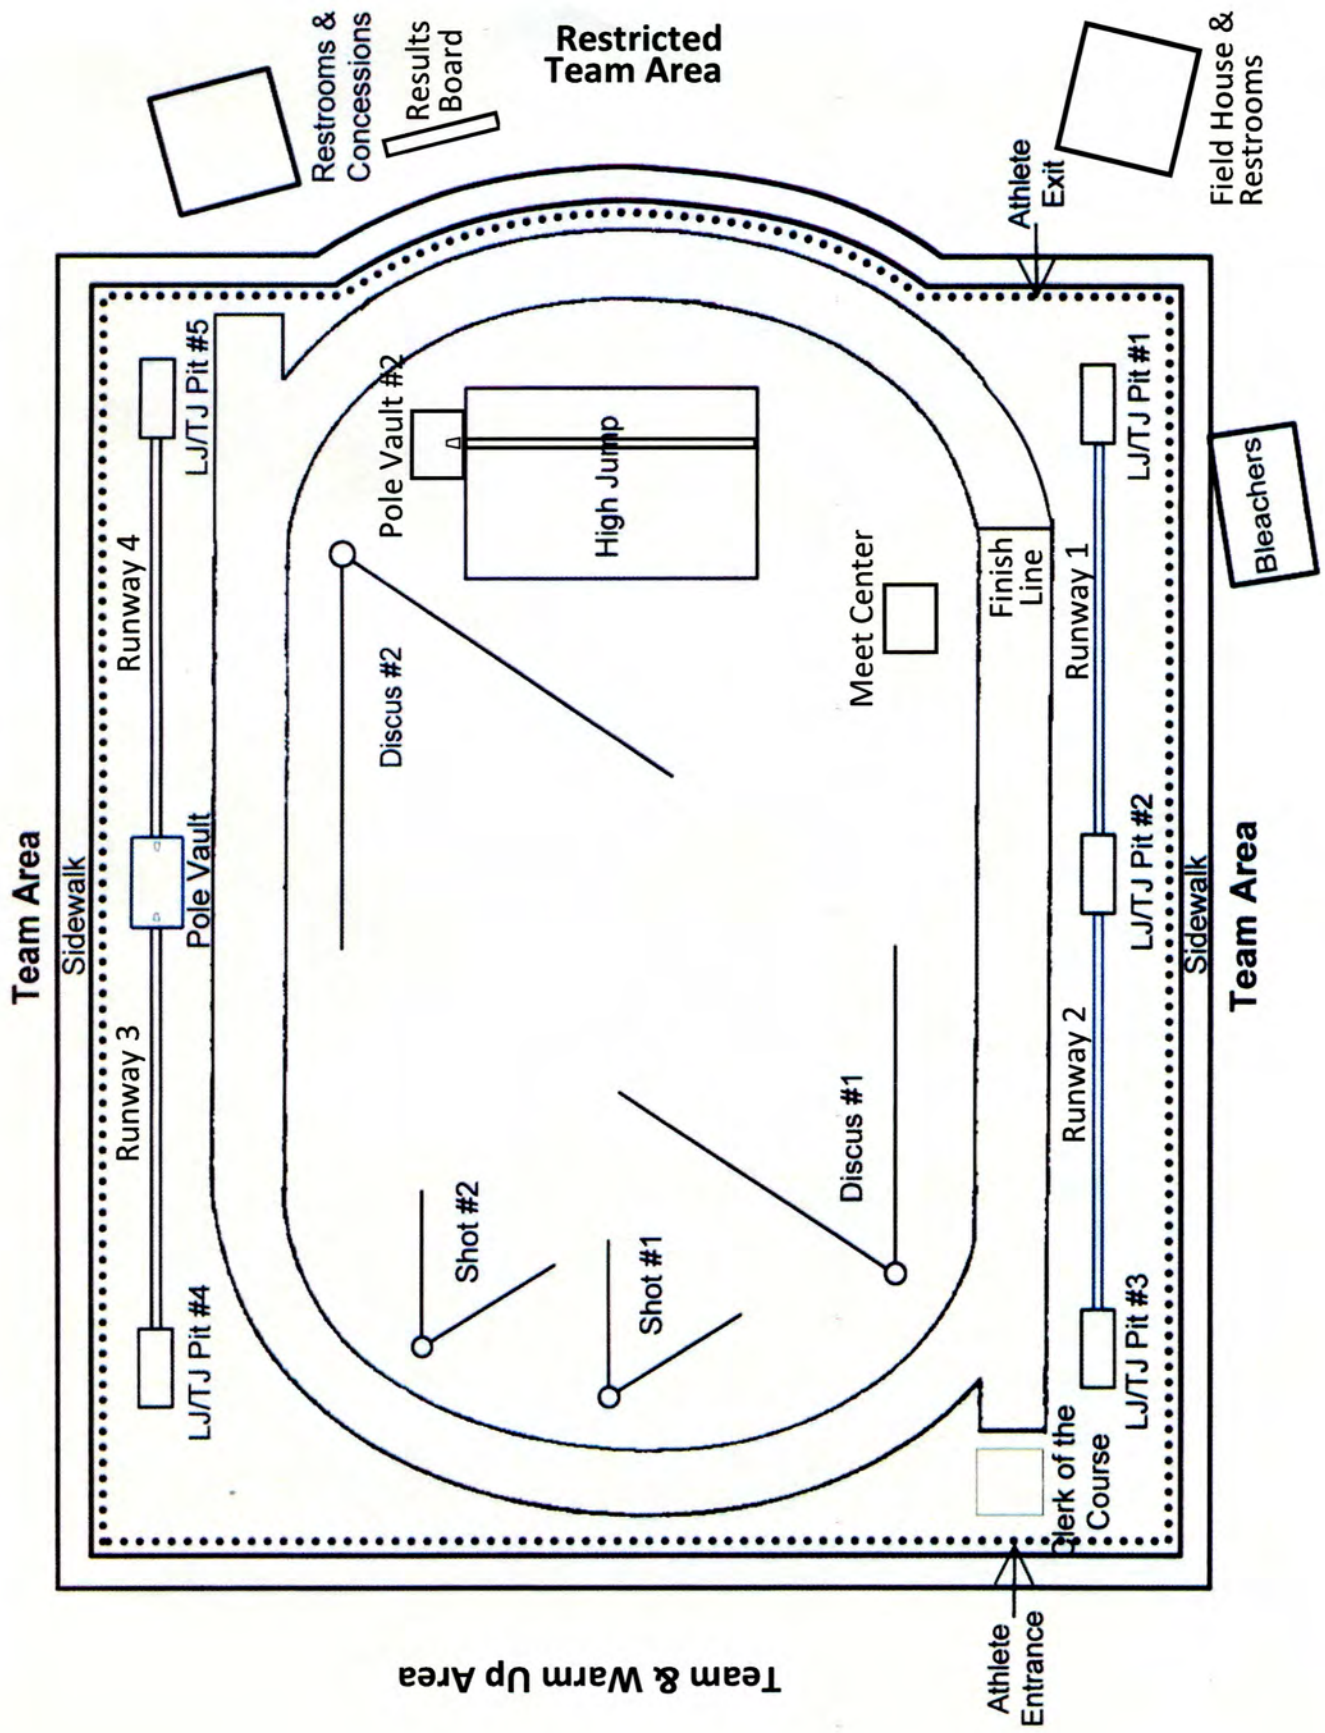 Restricted
Team Area
Restrooms &
Concessions
Results
Board
Field House &
Restrooms
Athlete
Exit
Team Area
Sidewalk
LJ/TJ Pit #5
Runway 4
Pole Vault
Runway 3
LJ/TJ Pit #4
Pole Vault #2
High Jump
Discus #2
Meet Center
Finish
Line
Shot #2
Shot #1
Discus #1
LJ/TJ Pit #1
Runway 1
LJ/TJ Pit #2
Runway 2
LJ/TJ Pit #3
Bleachers
Sidewalk
Team Area
Clerk of the
Course
Athlete
Entrance
Team & Warm Up Area